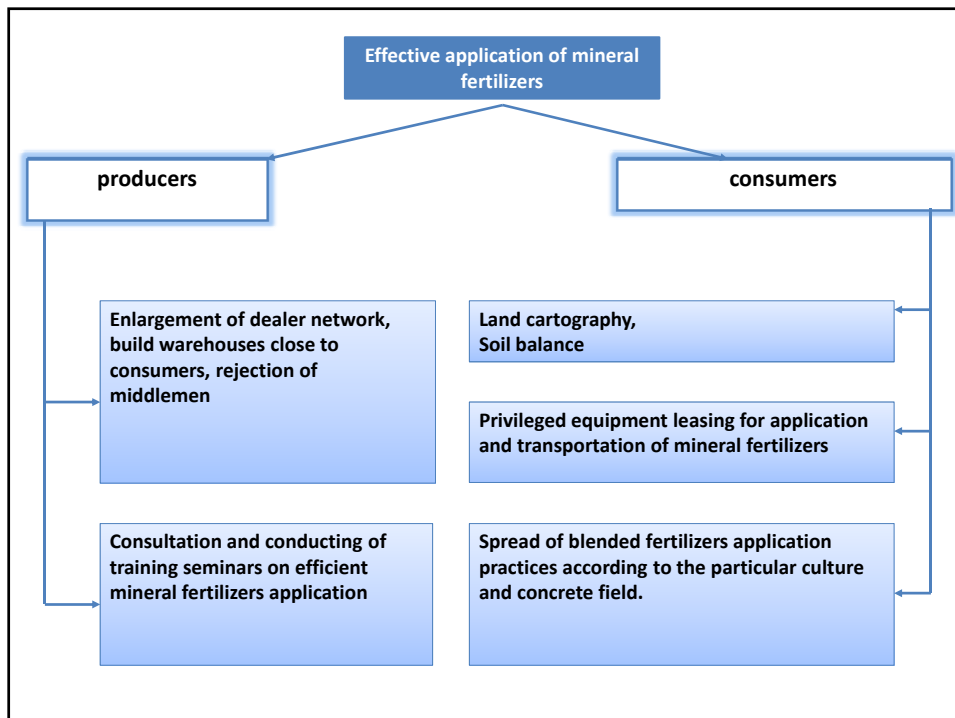 Effective application of mineral
fertilizers
producers
consumers
Enlargement of dealer network,
build warehouses close to
consumers, rejection of
middlemen
Consultation and conducting of
training seminars on efficient
mineral fertilizers application
Land cartography,
Soil balance
Privileged equipment leasing for application
and transportation of mineral fertilizers
Spread of blended fertilizers application
practices according to the particular culture
and concrete field.